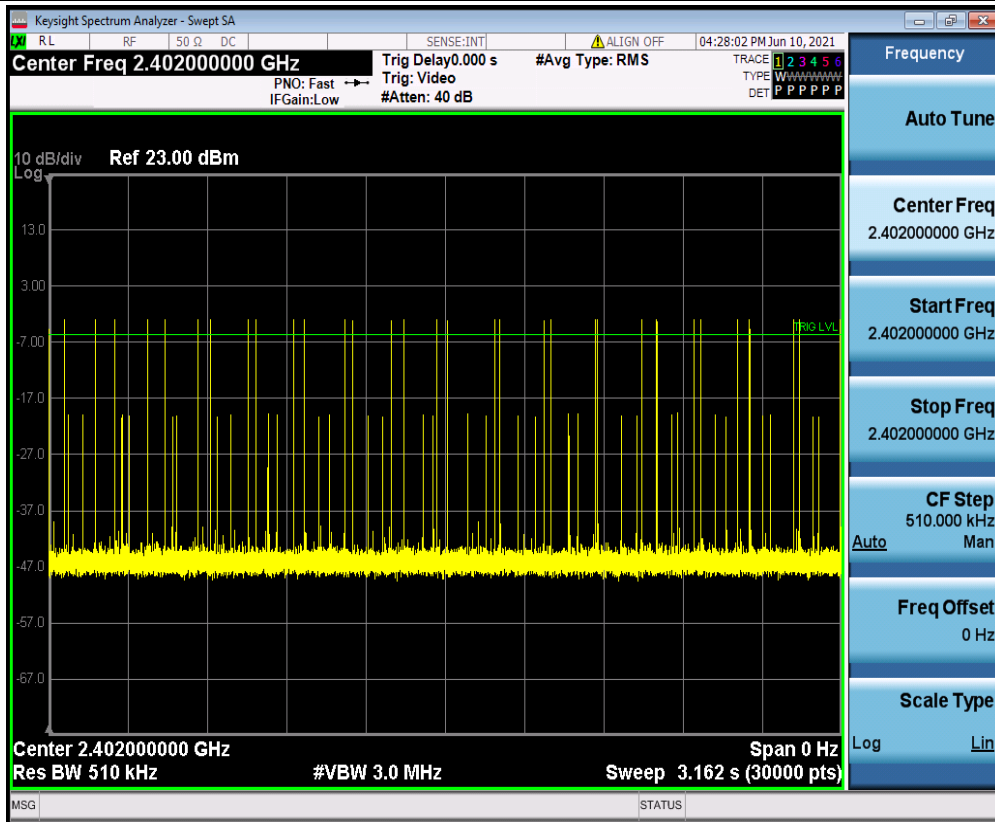 Keysight Spectrum Analyzer - Swept SA
LXI RL RF 50 Ω DC SENSE:INT ALIGN OFF 04:28:02 PM Jun 10, 2021
Center Freq 2.402000000 GHz
PNO: Fast
IFGain:Low
Trig Delay0.000 s
Trig: Video
#Atten: 40 dB
#Avg Type: RMS
TRACE 1 2 3 4 5 6
TYPE WWWWWWW
DET P P P P P P
10 dB/div
Log
Ref 23.00 dBm
13.0
3.00
-7.00
-17.0
-27.0
-37.0
-47.0
-57.0
-67.0
TRIG LVL
Center 2.402000000 GHz
Span 0 Hz
Res BW 510 kHz
#VBW 3.0 MHz
Sweep 3.162 s (30000 pts)
MSG
STATUS
Frequency
Auto Tune
Center Freq
2.402000000 GHz
Start Freq
2.402000000 GHz
Stop Freq
2.402000000 GHz
CF Step
510.000 kHz
Auto Man
Freq Offset
0 Hz
Scale Type
Log Lin